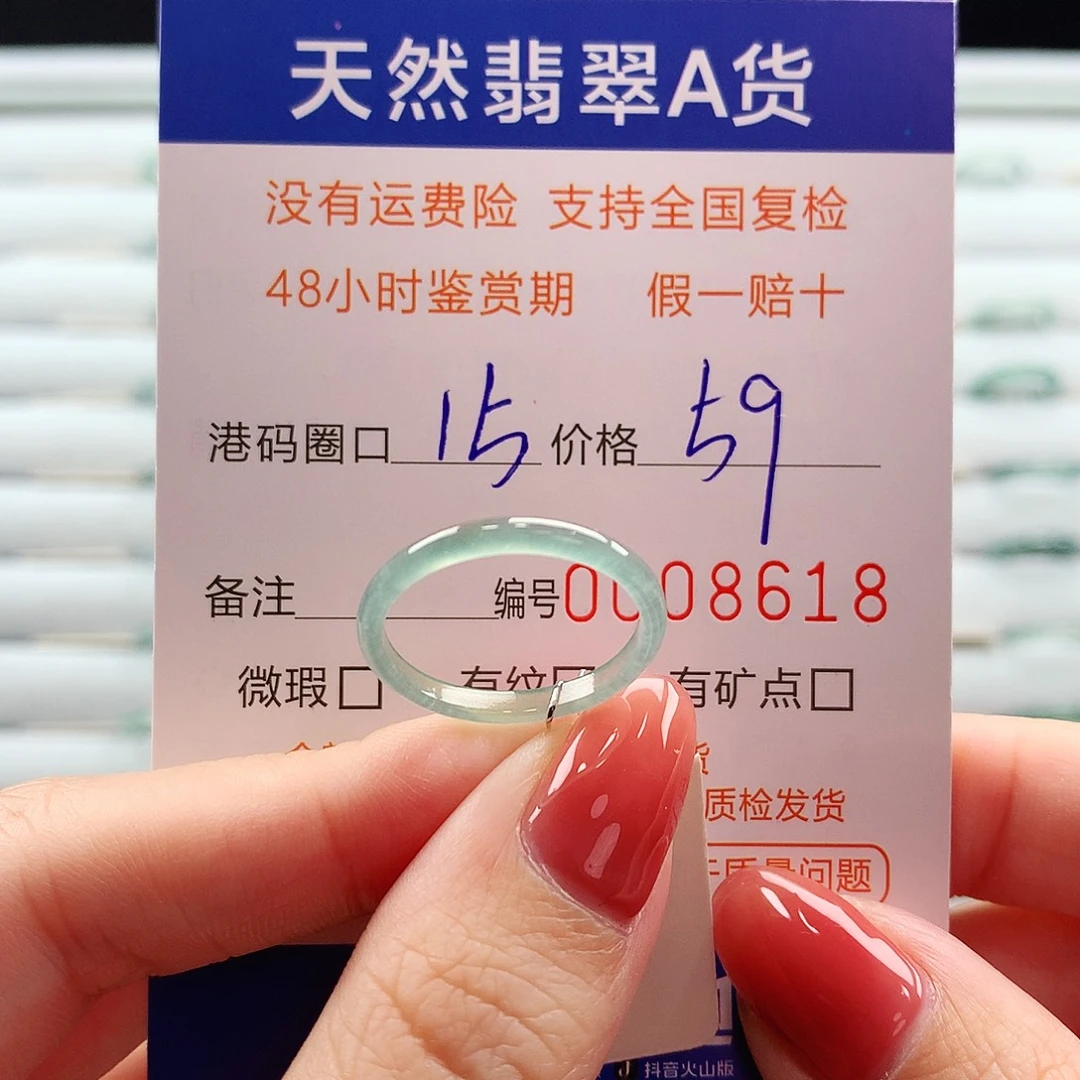 天然翡翠A货
没有运费险 支持全国复检
48小时鉴赏期 假一赔十
港码圈口 15 价格 59
备注 编号 0008618
微瑕□ 有纹□ 有矿点□
货
质检发货
质量问题
抖音火山版